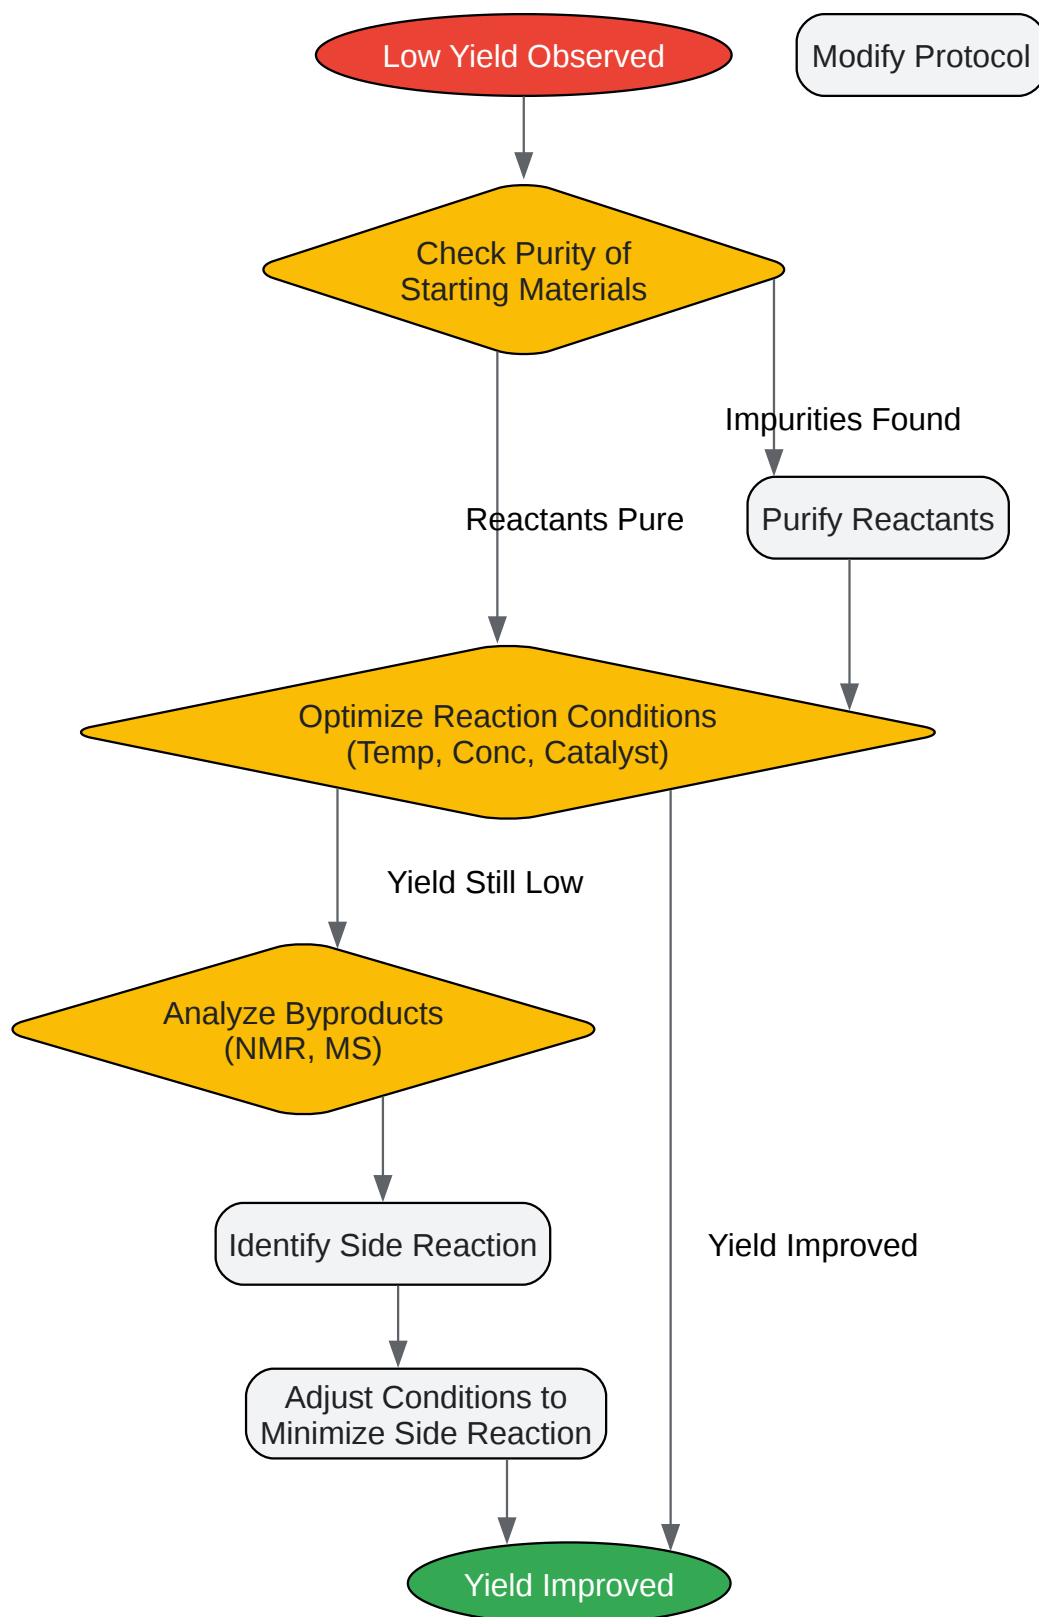 Low Yield Observed
Modify Protocol
Check Purity of
Starting Materials
Impurities Found
Reactants Pure
Purify Reactants
Optimize Reaction Conditions
(Temp, Conc, Catalyst)
Yield Still Low
Analyze Byproducts
(NMR, MS)
Identify Side Reaction
Yield Improved
Adjust Conditions to
Minimize Side Reaction
Yield Improved